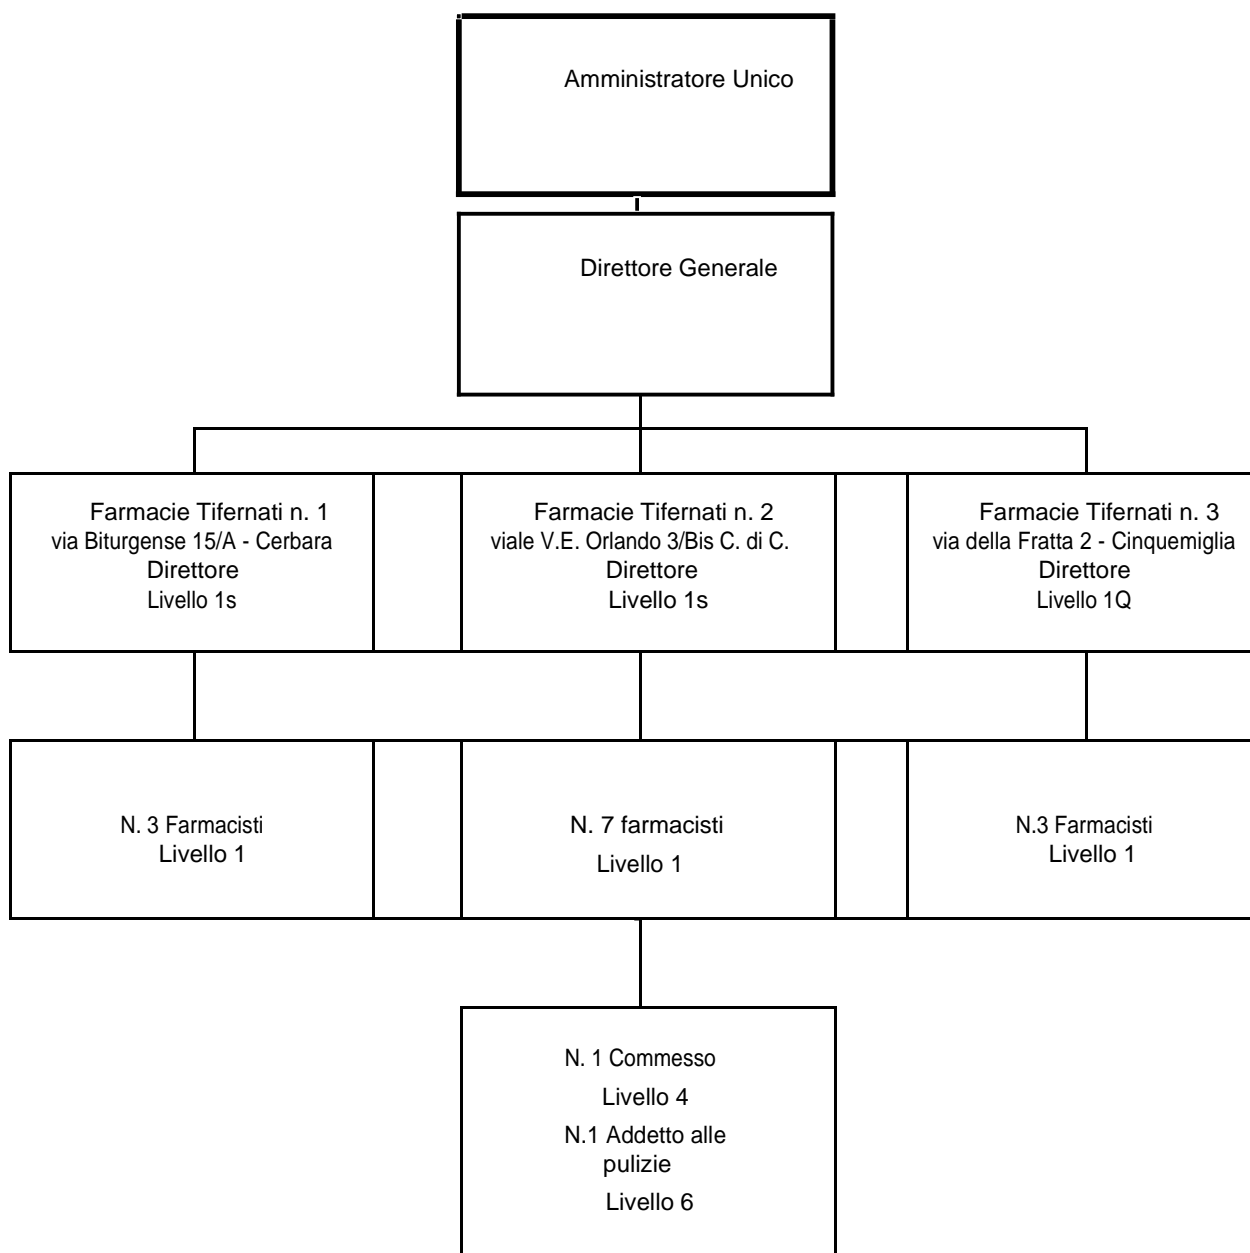 Amministratore Unico
Direttore Generale
Farmacie Tifernati n. 1
via Biturgense 15/A - Cerbara
Direttore
Livello 1s
Farmacie Tifernati n. 2
viale V.E. Orlando 3/Bis C. di C.
Direttore
Livello 1s
Farmacie Tifernati n. 3
via della Fratta 2 - Cinquemiglia
Direttore
Livello 1Q
N. 3 Farmacisti
Livello 1
N. 7 farmacisti
Livello 1
N.3 Farmacisti
Livello 1
N. 1 Commesso
Livello 4
N.1 Addetto alle
pulizie
Livello 6